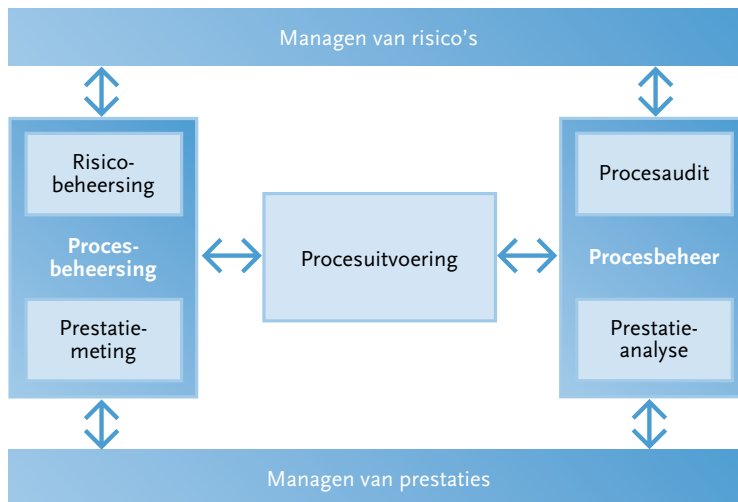 Managen van risico's
Risico-
beheersing
Proces-
beheersing
Prestatie-
meting
Procesuitvoering
Procesaudit
Procesbeheer
Prestatie-
analyse
Managen van prestaties